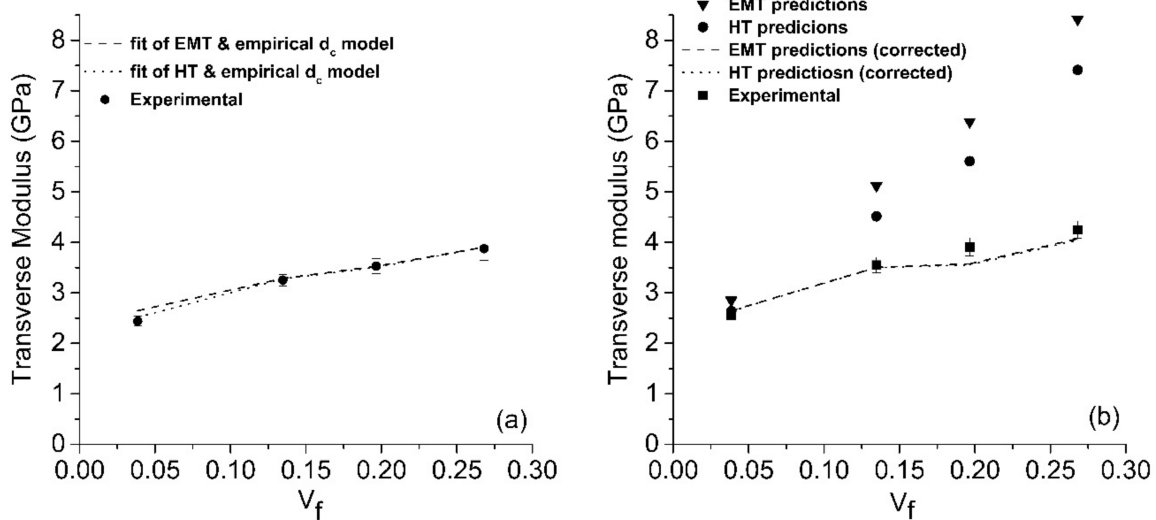 fit of EMT & empirical dc model
fit of HT & empirical dc model
Experimental
Transverse Modulus (GPa)
8
7
6
5
4
3
2
1
0
0.00 0.05 0.10 0.15 0.20 0.25 0.30
Vf
(a)
EMT predictions
HT predicions
EMT predictions (corrected)
HT predictiosn (corrected)
Experimental
Transverse modulus (GPa)
8
7
6
5
4
3
2
1
0
0.00 0.05 0.10 0.15 0.20 0.25 0.30
Vf
(b)